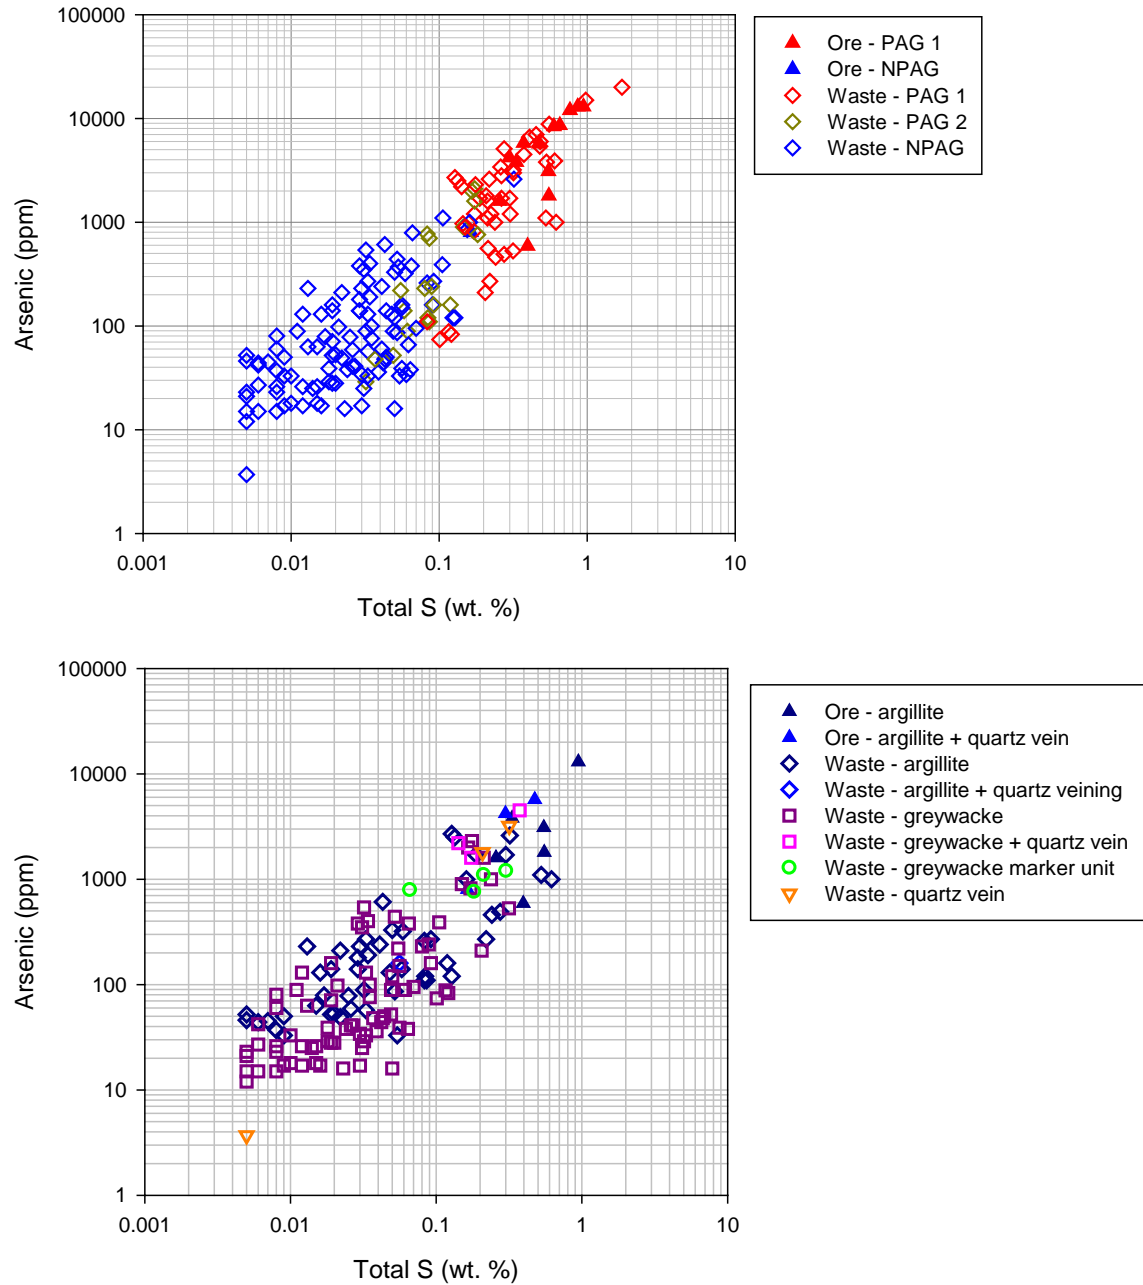 100000
10000
1000
100
10
1
Arsenic (ppm)
0.001
0.01
0.1
1
10
Total S (wt. %)
Ore - PAG 1
Ore - NPAG
Waste - PAG 1
Waste - PAG 2
Waste - NPAG
100000
10000
1000
100
10
1
Arsenic (ppm)
0.001
0.01
0.1
1
10
Total S (wt. %)
Ore - argillite
Ore - argillite + quartz vein
Waste - argillite
Waste - argillite + quartz veining
Waste - greywacke
Waste - greywacke + quartz vein
Waste - greywacke marker unit
Waste - quartz vein